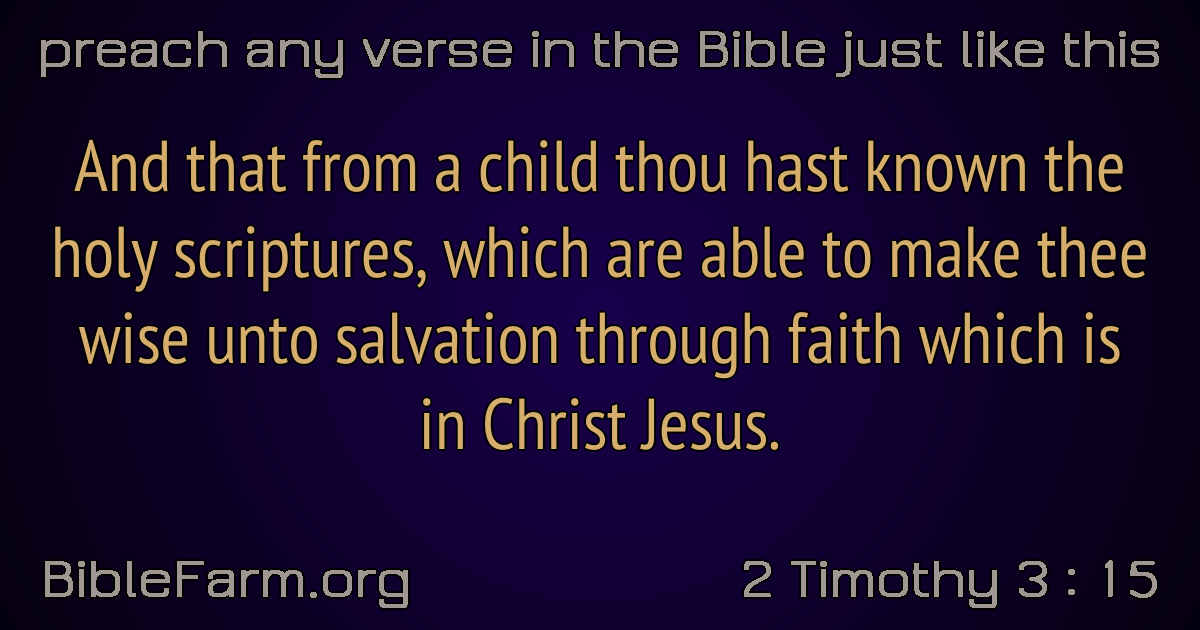 preach any verse in the Bible just like this
And that from a child thou hast known the
holy scriptures, which are able to make thee
wise unto salvation through faith which is
in Christ Jesus.
BibleFarm.org
2 Timothy 3 : 15